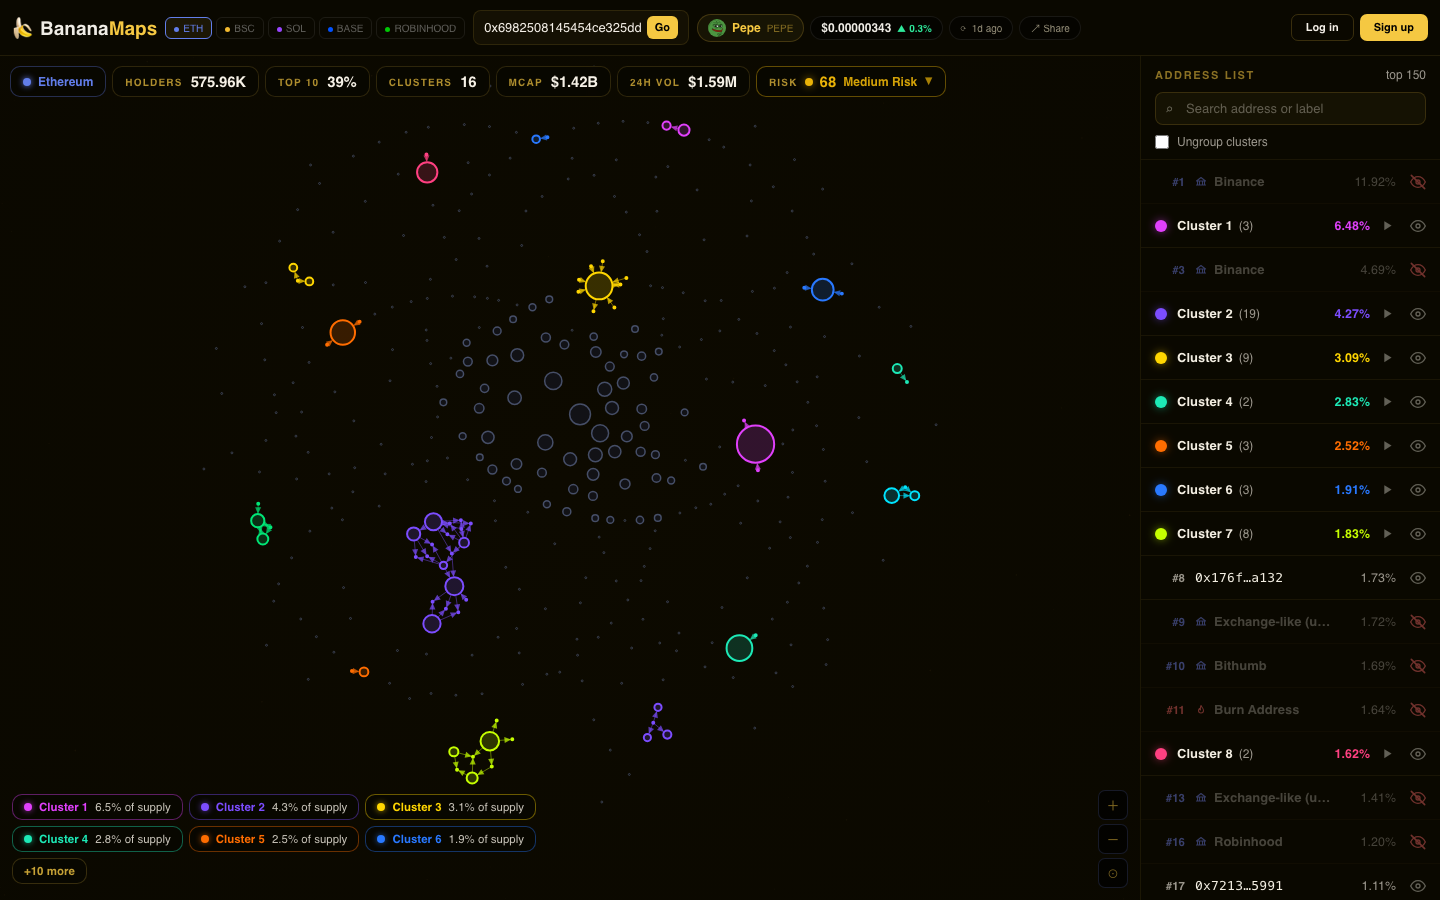 BananaMaps
ETH
BSC
SOL
BASE
ROBINHOOD
0x6982508145454ce325dd
Go
Pepe PEPE
$0.00000343 ▲ 0.3%
1d ago
↗ Share
Log in
Sign up
Ethereum
HOLDERS 575.96K
TOP 10 39%
CLUSTERS 16
MCAP $1.42B
24H VOL $1.59M
RISK 68 Medium Risk ▼
ADDRESS LIST top 150
Search address or label
Ungroup clusters
#1 Binance 11.92%
Cluster 1 (3) 6.48%
#3 Binance 4.69%
Cluster 2 (19) 4.27%
Cluster 3 (9) 3.09%
Cluster 4 (2) 2.83%
Cluster 5 (3) 2.52%
Cluster 6 (3) 1.91%
Cluster 7 (8) 1.83%
#8 0x176f…a132 1.73%
#9 Exchange-like (u… 1.72%
#10 Bithumb 1.69%
#11 Burn Address 1.64%
Cluster 8 (2) 1.62%
#13 Exchange-like (u… 1.41%
#16 Robinhood 1.20%
#17 0x7213…5991 1.11%
Cluster 1 6.5% of supply
Cluster 2 4.3% of supply
Cluster 3 3.1% of supply
Cluster 4 2.8% of supply
Cluster 5 2.5% of supply
Cluster 6 1.9% of supply
+10 more
+
−